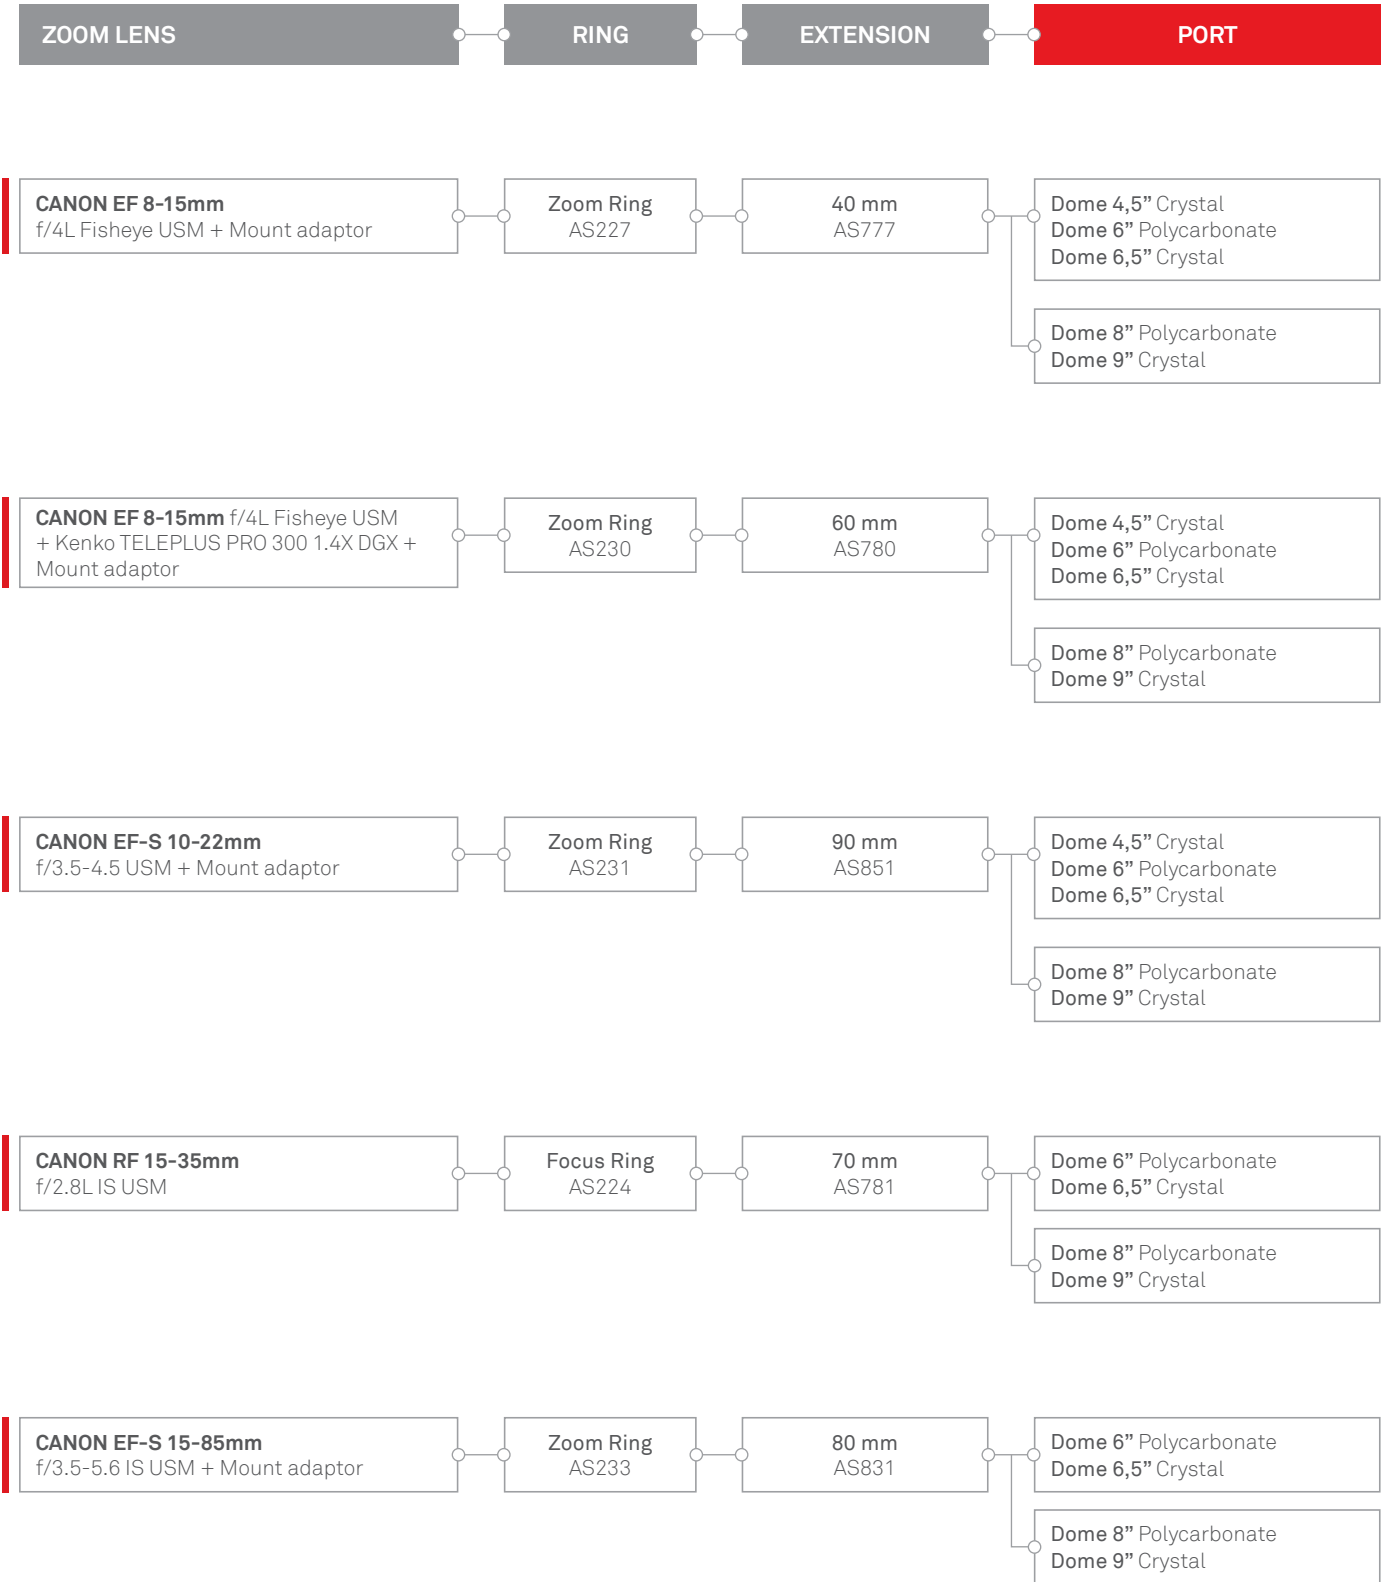 ZOOM LENS
RING
EXTENSION
PORT
CANON EF 8-15mm
f/4L Fisheye USM + Mount adaptor
Zoom Ring
AS227
40 mm
AS777
Dome 4,5” Crystal
Dome 6” Polycarbonate
Dome 6,5” Crystal
Dome 8” Polycarbonate
Dome 9” Crystal
CANON EF 8-15mm f/4L Fisheye USM
+ Kenko TELEPLUS PRO 300 1.4X DGX +
Mount adaptor
Zoom Ring
AS230
60 mm
AS780
Dome 4,5” Crystal
Dome 6” Polycarbonate
Dome 6,5” Crystal
Dome 8” Polycarbonate
Dome 9” Crystal
CANON EF-S 10-22mm
f/3.5-4.5 USM + Mount adaptor
Zoom Ring
AS231
90 mm
AS851
Dome 4,5” Crystal
Dome 6” Polycarbonate
Dome 6,5” Crystal
Dome 8” Polycarbonate
Dome 9” Crystal
CANON RF 15-35mm
f/2.8L IS USM
Focus Ring
AS224
70 mm
AS781
Dome 6” Polycarbonate
Dome 6,5” Crystal
Dome 8” Polycarbonate
Dome 9” Crystal
CANON EF-S 15-85mm
f/3.5-5.6 IS USM + Mount adaptor
Zoom Ring
AS233
80 mm
AS831
Dome 6” Polycarbonate
Dome 6,5” Crystal
Dome 8” Polycarbonate
Dome 9” Crystal